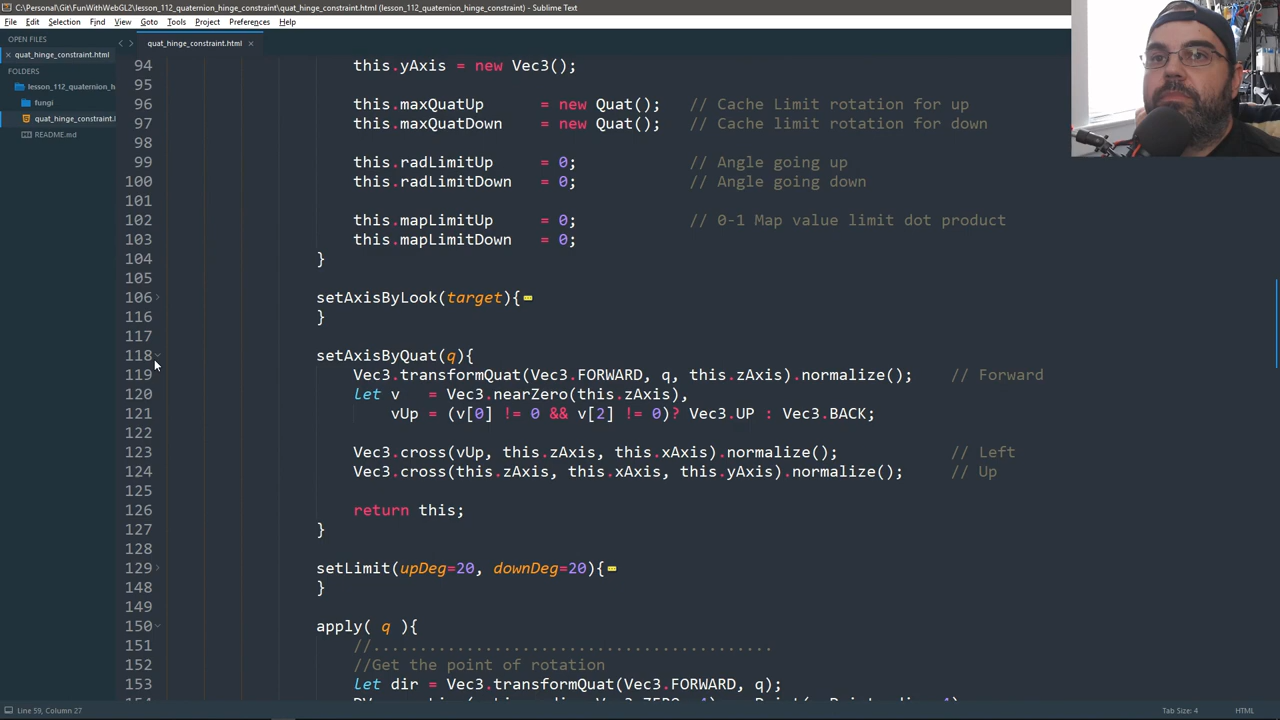 C:\Personal\Git\FunWithWebGL2\lesson_112_quaternion_hinge_constraint\quat_hinge_constraint.html (lesson_112_quaternion_hinge_constraint) - Sublime Text
File Edit Selection Find View Goto Tools Project Preferences Help
OPEN FILES
quat_hinge_constraint.html
FOLDERS
lesson_112_quaternion_h
fungi
quat_hinge_constraint.h
README.md
quat_hinge_constraint.html
94 this.yAxis = new Vec3();
95
96 this.maxQuatUp = new Quat(); // Cache Limit rotation for up
97 this.maxQuatDown = new Quat(); // Cache limit rotation for down
98
99 this.radLimitUp = 0; // Angle going up
100 this.radLimitDown = 0; // Angle going down
101
102 this.mapLimitUp = 0; // 0-1 Map value limit dot product
103 this.mapLimitDown = 0;
104 }
105
106 setAxisByLook(target){
116 }
117
118 setAxisByQuat(q){
119 Vec3.transformQuat(Vec3.FORWARD, q, this.zAxis).normalize(); // Forward
120 let v = Vec3.nearZero(this.zAxis),
121 vUp = (v[0] != 0 && v[2] != 0)? Vec3.UP : Vec3.BACK;
122
123 Vec3.cross(vUp, this.zAxis, this.xAxis).normalize(); // Left
124 Vec3.cross(this.zAxis, this.xAxis, this.yAxis).normalize(); // Up
125
126 return this;
127 }
128
129 setLimit(upDeg=20, downDeg=20){
148 }
149
150 apply( q ){
151 //............................................
152 //Get the point of rotation
153 let dir = Vec3.transformQuat(Vec3.FORWARD, q);
Line 59, Column 27
Tab Size: 4
HTML